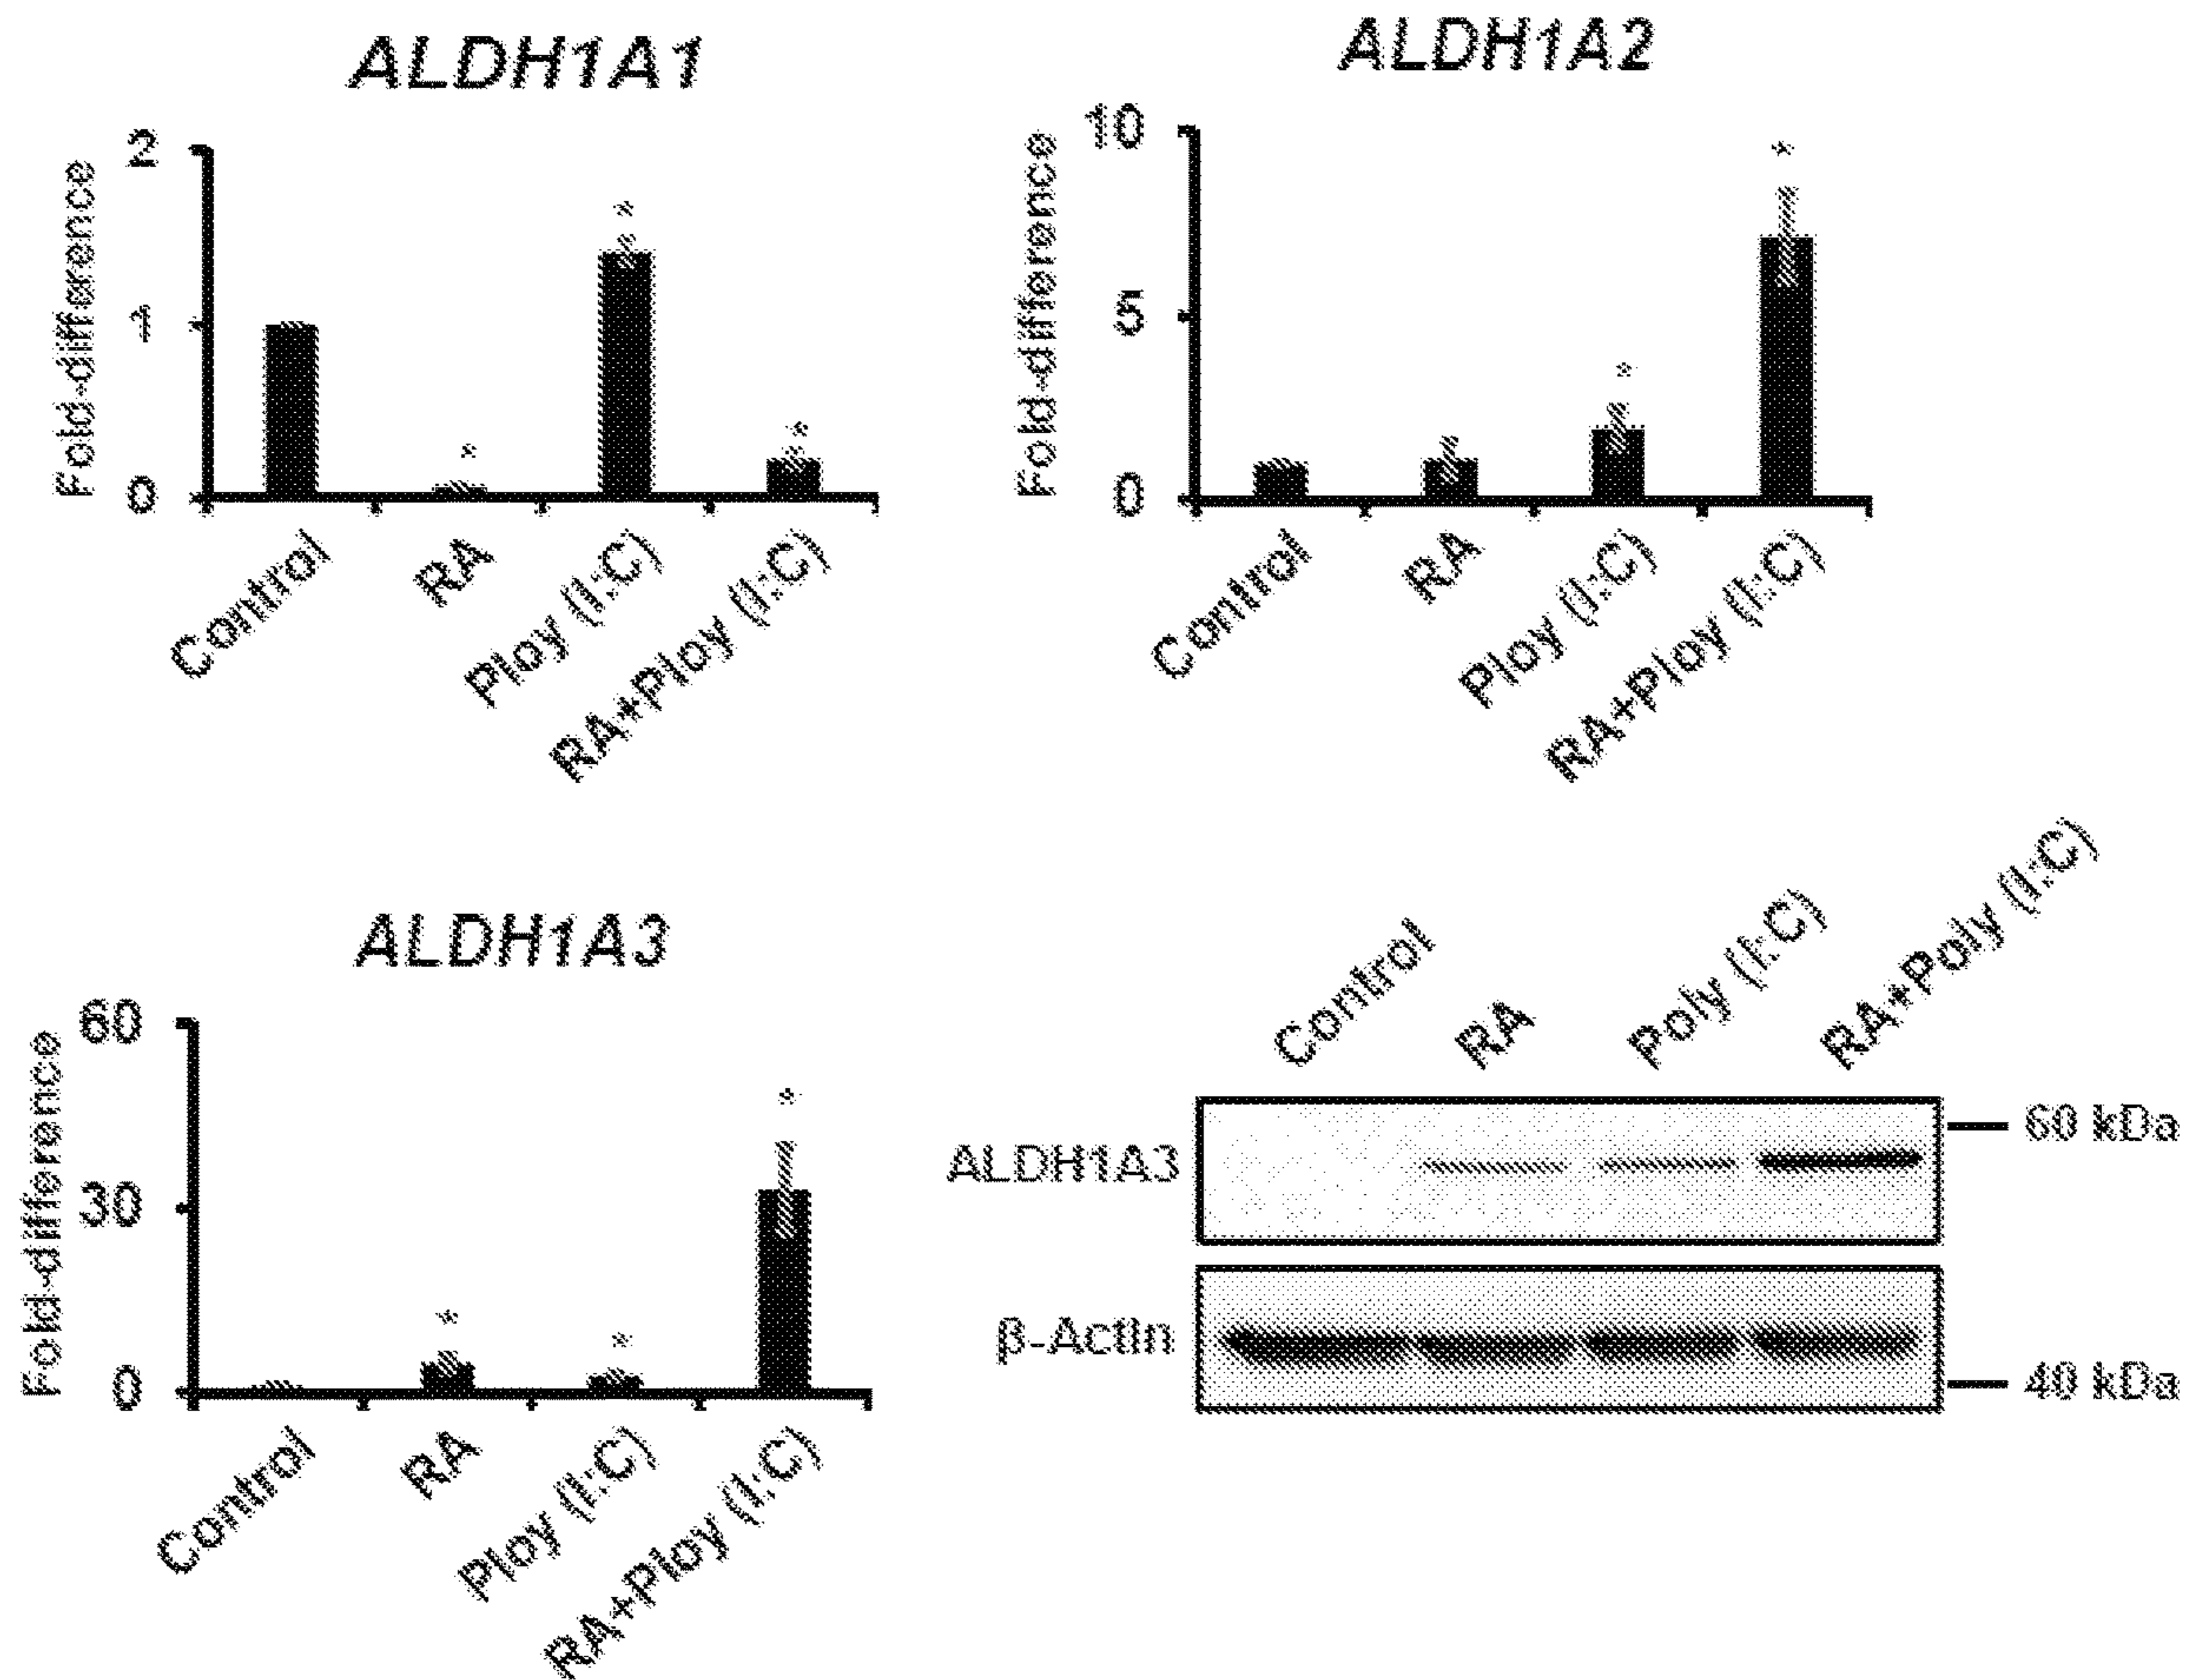 ALDH1A1
Fold-difference
2
1
0
*
*
*
Control
RA
Ploy (I:C)
RA+Ploy (I:C)
ALDH1A2
Fold-difference
10
5
0
*
*
Control
RA
Ploy (I:C)
RA+Ploy (I:C)
ALDH1A3
Fold-difference
60
30
0
*
*
*
Control
RA
Ploy (I:C)
RA+Ploy (I:C)
Control
RA
Poly (I:C)
RA+Poly (I:C)
ALDH1A3
60 kDa
β-Actin
40 kDa